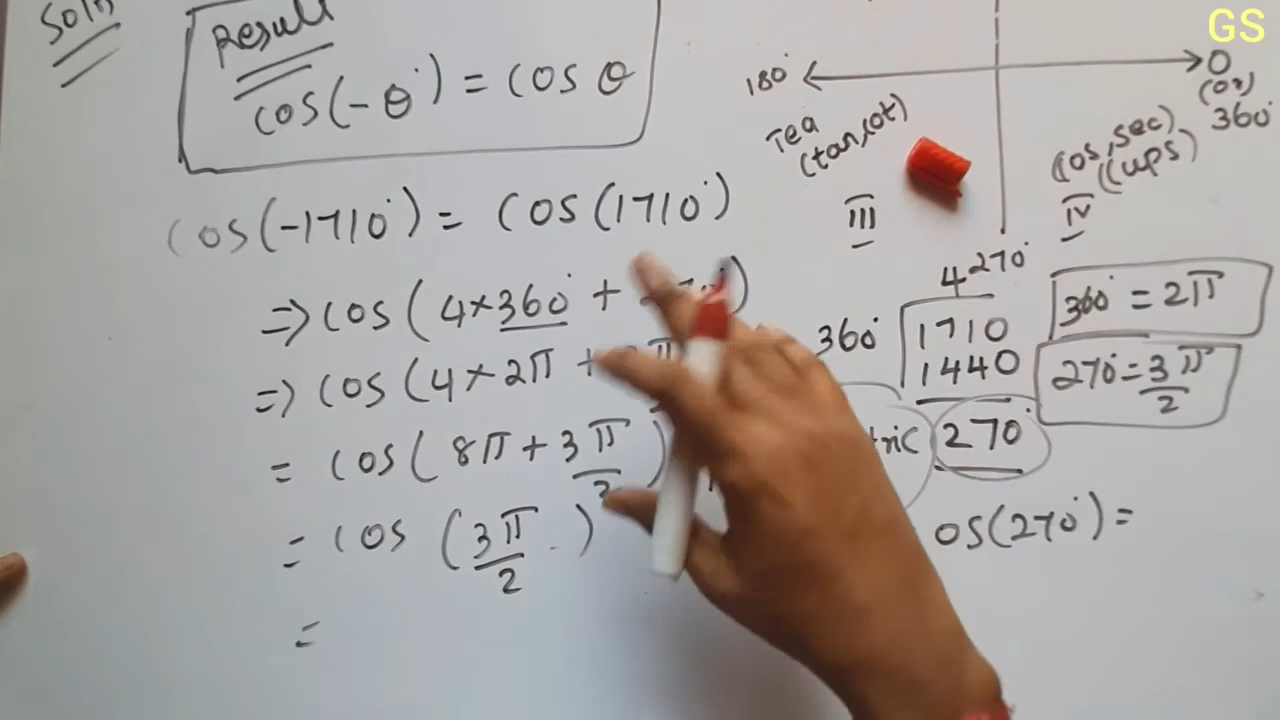 GS
Soln
Result
cos(-θ°) = cos θ
180°
0
(or)
360°
Tea
(tan, cot)
(cos, sec)
(cups)
III
IV
cos(-1710°) = cos(1710°)
=> cos(4×360° +
=> cos(4×2π +
= cos(8π + 3π/2)
= cos(3π/2)
=
4 270°
360° 1710
1440
270°
360° = 2π
270° = 3π/2
os(270°) =